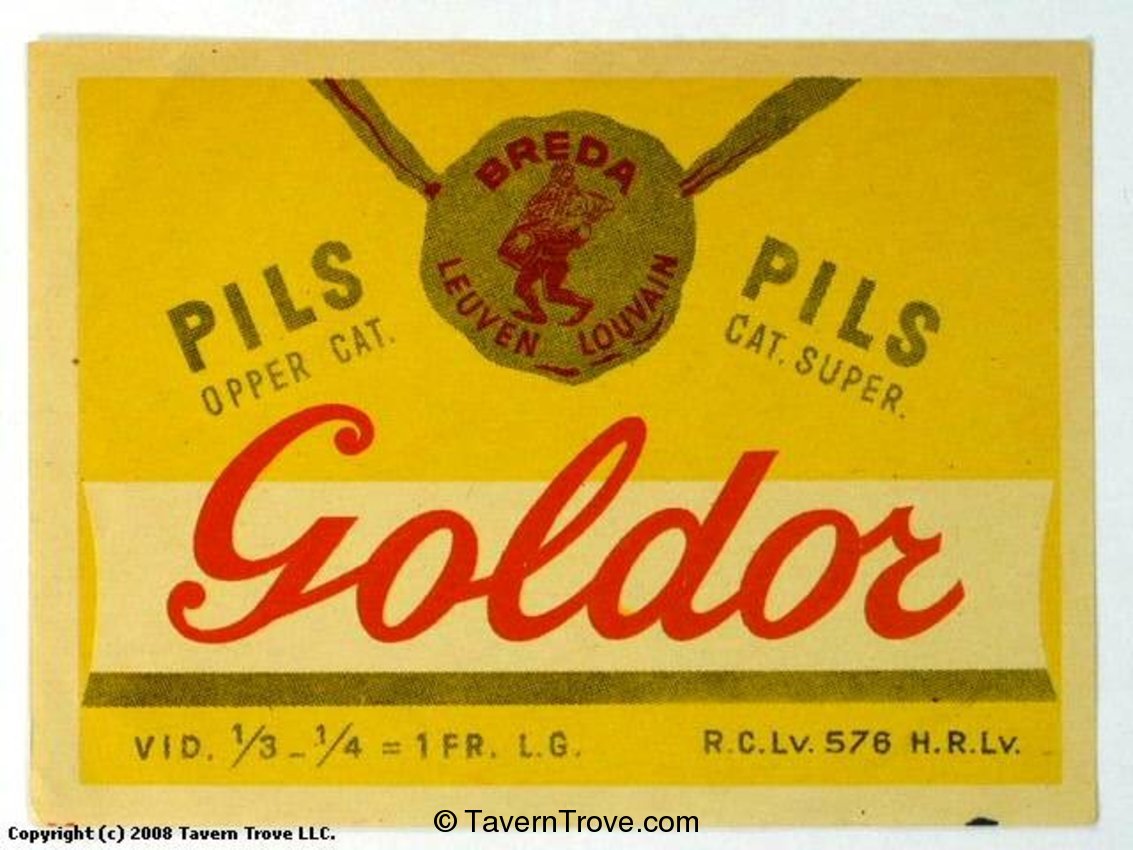 BREDA
LEUVEN LOUVAIN
PILS
OPPER CAT.
PILS
CAT. SUPER.
Goldor
VID. 1/3 - 1/4 = 1 FR. L.G.
R.C.Lv. 576 H.R.Lv.
Copyright (c) 2008 Tavern Trove LLC.
© TavernTrove.com